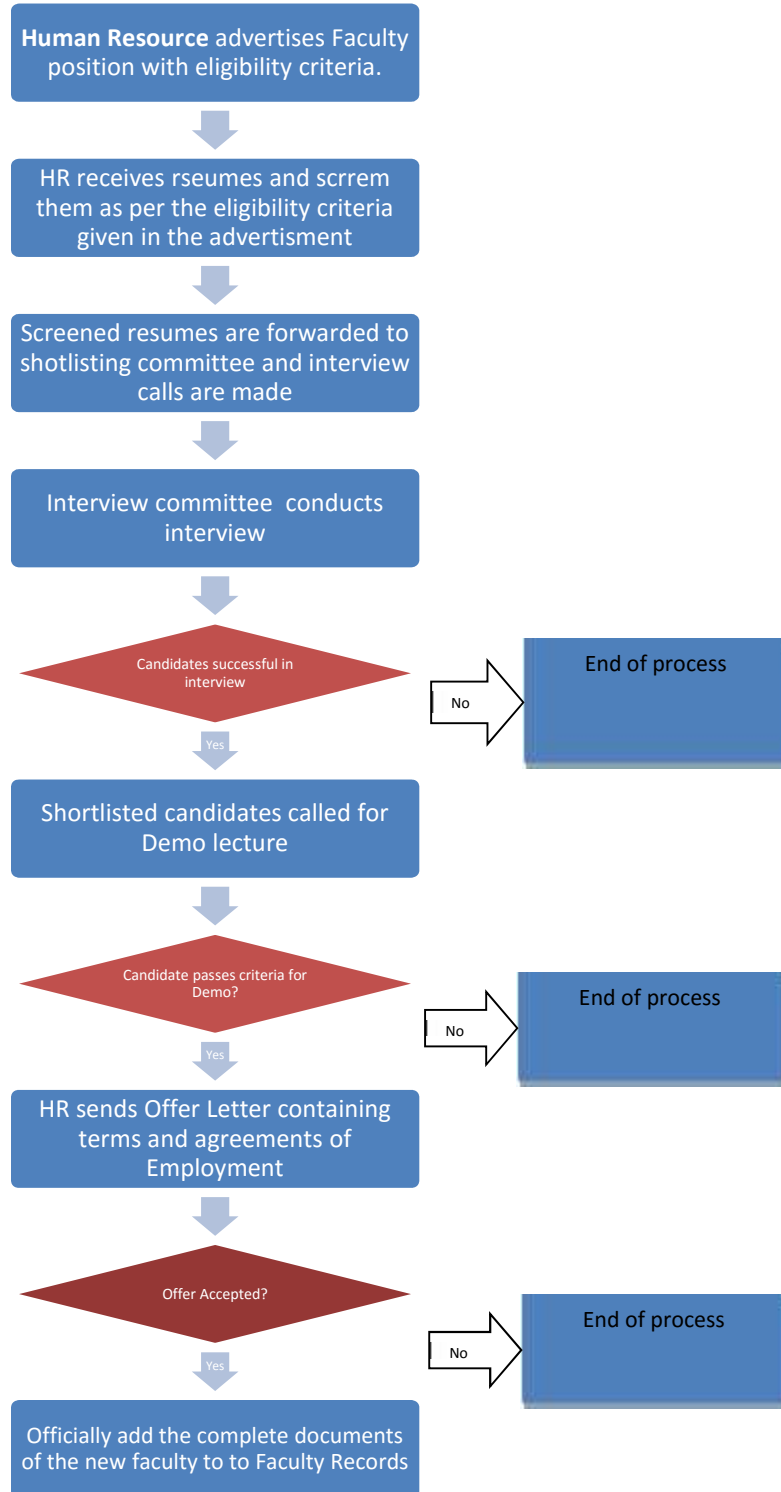 Human Resource advertises Faculty
position with eligibility criteria.
HR receives rseumes and scrrem
them as per the eligibility criteria
given in the advertisment
Screened resumes are forwarded to
shotlisting committee and interview
calls are made
Interview committee  conducts
interview
Candidates successful in
interview
No
End of process
Yes
Shortlisted candidates called for
Demo lecture
Candidate passes criteria for
Demo?
No
End of process
Yes
HR sends Offer Letter containing
terms and agreements of
Employment
Offer Accepted?
No
End of process
Yes
Officially add the complete documents
of the new faculty to to Faculty Records